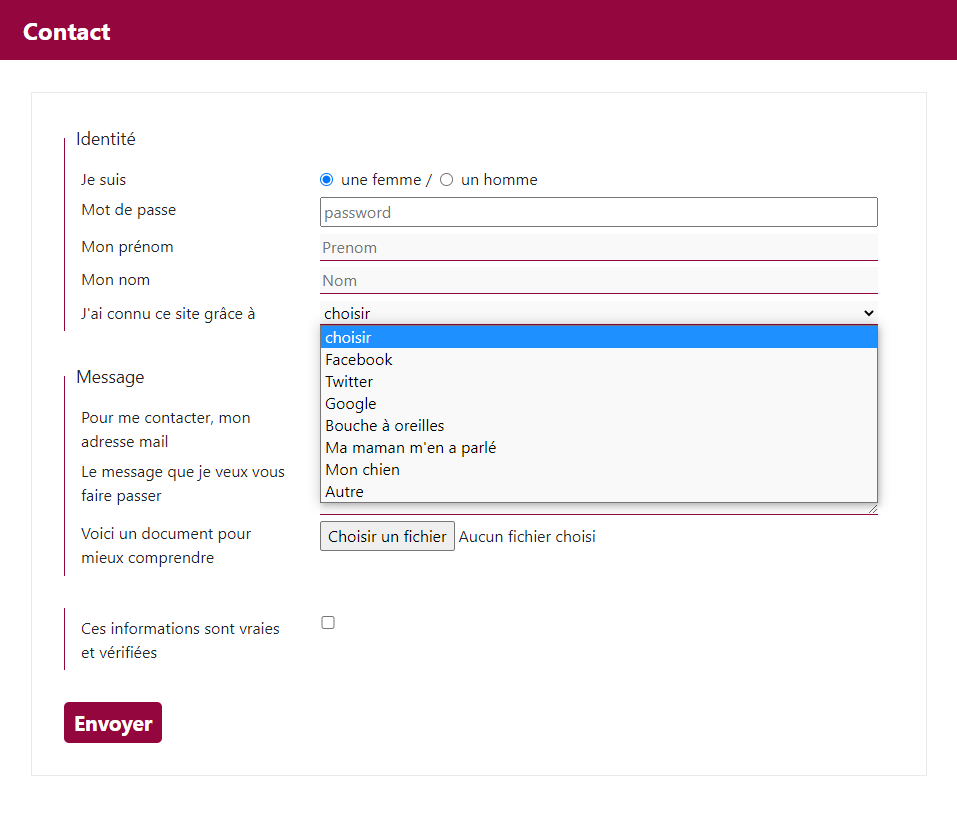 Contact
Identité
Je suis
une femme / un homme
Mot de passe
password
Mon prénom
Prenom
Mon nom
Nom
J'ai connu ce site grâce à
choisir
choisir
Facebook
Twitter
Google
Bouche à oreilles
Ma maman m'en a parlé
Mon chien
Autre
Message
Pour me contacter, mon
adresse mail
Le message que je veux vous
faire passer
Voici un document pour
mieux comprendre
Choisir un fichier Aucun fichier choisi
Ces informations sont vraies
et vérifiées
Envoyer